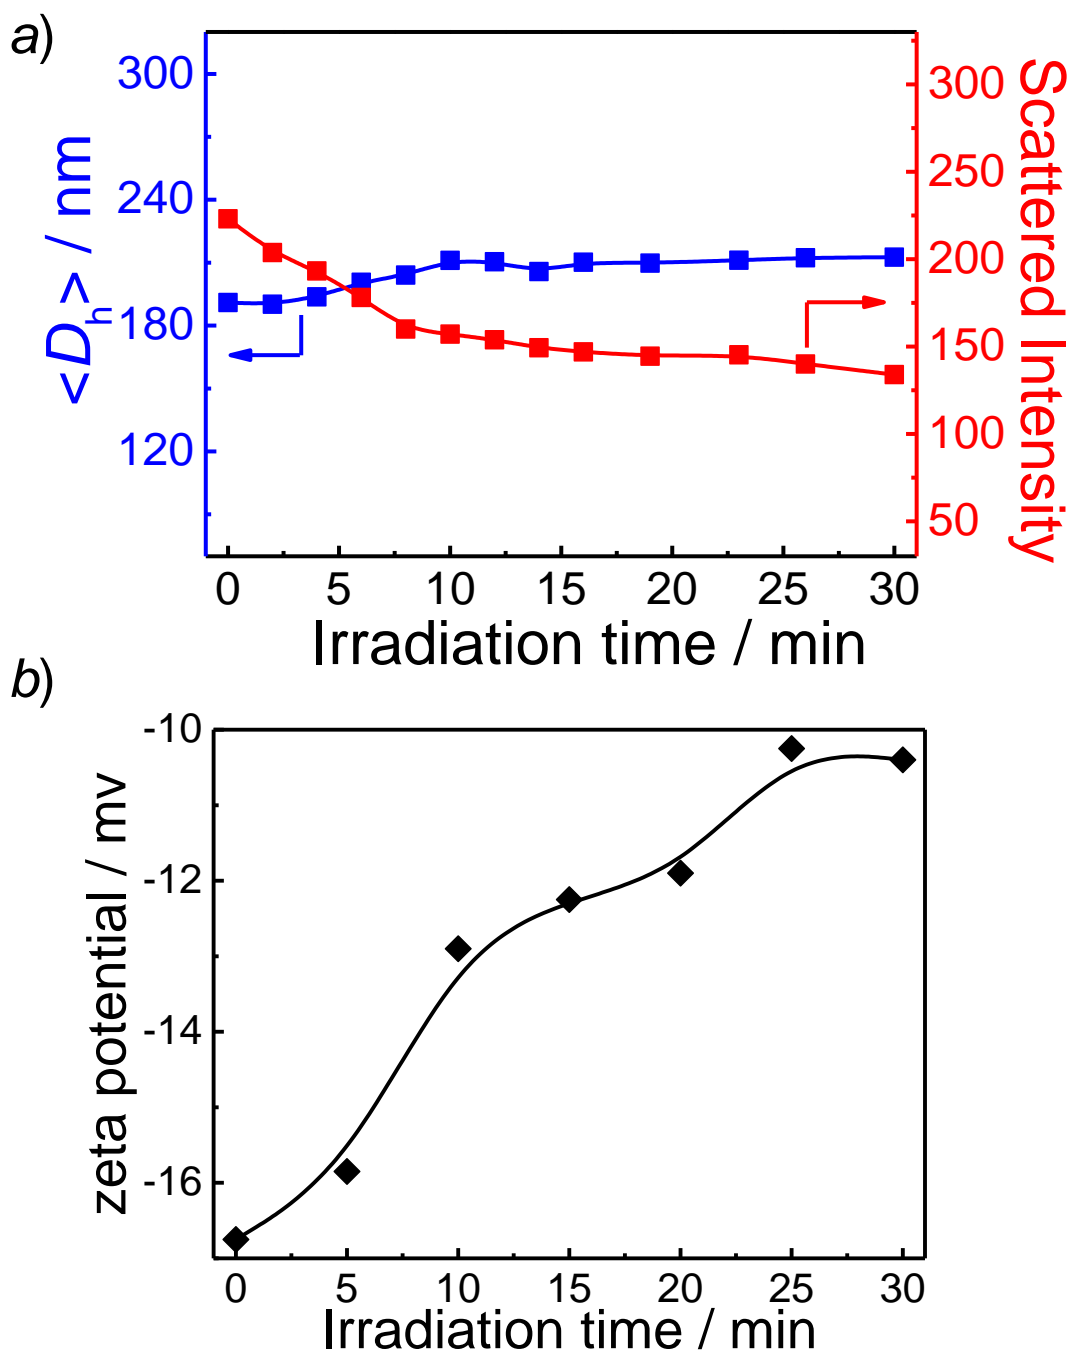 a)
<D_h> / nm
300
240
180
120
Scattered Intensity
300
250
200
150
100
50
0 5 10 15 20 25 30
Irradiation time / min
b)
zeta potential / mv
-10
-12
-14
-16
0 5 10 15 20 25 30
Irradiation time / min